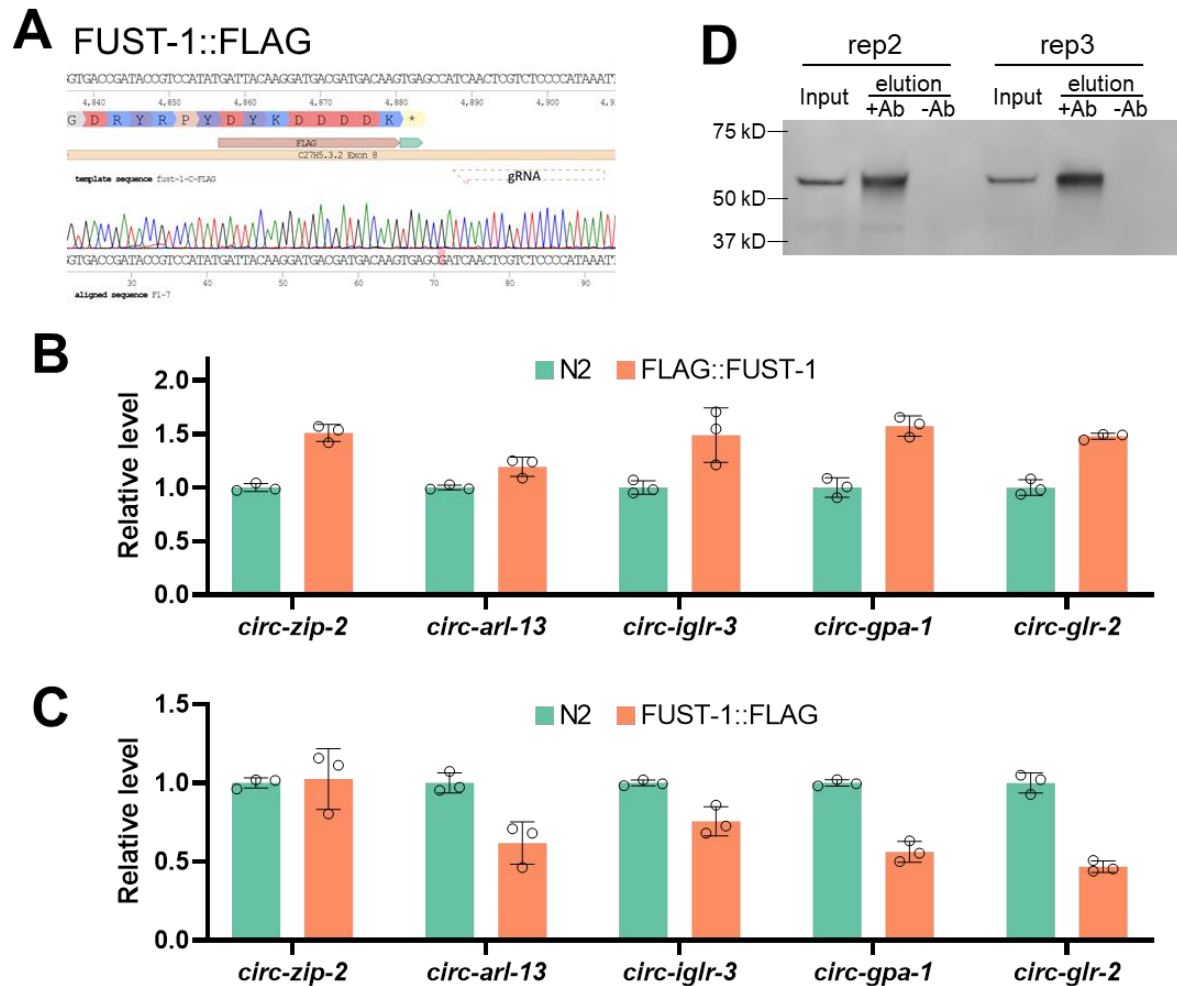 A
FUST-1::FLAG
GTGACCGATACCGTCCATATGATTACAAGGATGACGATGACAAGTGAGCCATCAACTCGTCTCCCCATAAAT
4,840 4,850 4,860 4,870 4,880 4,890 4,900 4,9
G D R Y R P Y D Y K D D D D K *
FLAG
C27H5.3.2 Exon 8
template sequence fust-1-C-FLAG
gRNA
GTGACCGATACCGTCCATATGATTACAAGGATGACGATGACAAGTGAGCGATCAACTCGTCTCCCCATAAAT
30 40 50 60 70 80 90
aligned sequence F1-7
D
rep2 rep3
Input elution Input elution
+Ab -Ab +Ab -Ab
75 kD
50 kD
37 kD
B
N2 FLAG::FUST-1
Relative level
2.0
1.5
1.0
0.5
0.0
circ-zip-2 circ-arl-13 circ-iglr-3 circ-gpa-1 circ-glr-2
C
N2 FUST-1::FLAG
Relative level
1.5
1.0
0.5
0.0
circ-zip-2 circ-arl-13 circ-iglr-3 circ-gpa-1 circ-glr-2